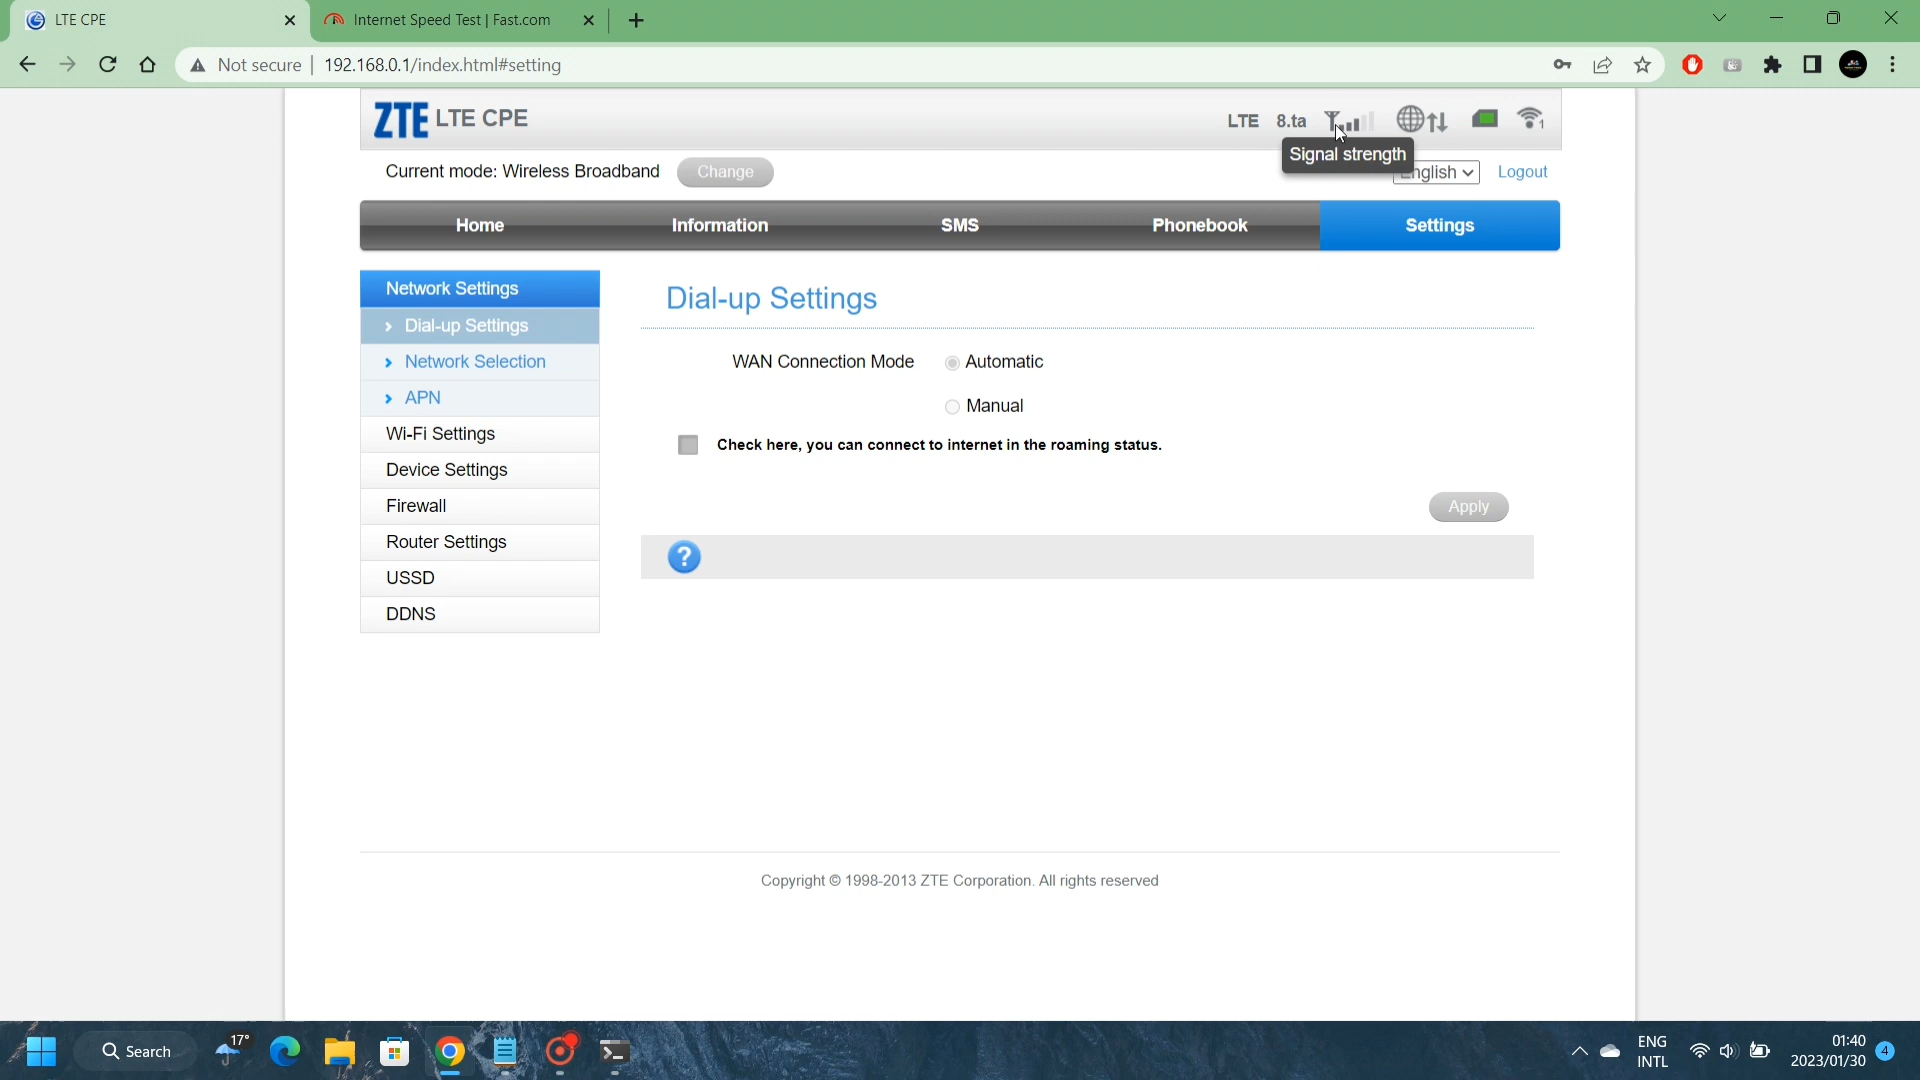 LTE CPE
Internet Speed Test | Fast.com
Not secure
192.168.0.1/index.html#setting
ZTE LTE CPE
LTE 8.ta
1
Signal strength
Current mode: Wireless Broadband
Change
English
Logout
Home
Information
SMS
Phonebook
Settings
Network Settings
Dial-up Settings
Network Selection
APN
Wi-Fi Settings
Device Settings
Firewall
Router Settings
USSD
DDNS
Dial-up Settings
WAN Connection Mode
Automatic
Manual
Check here, you can connect to internet in the roaming status.
Apply
?
Copyright © 1998-2013 ZTE Corporation. All rights reserved
Search
17°
ENG
INTL
01:40
2023/01/30
4